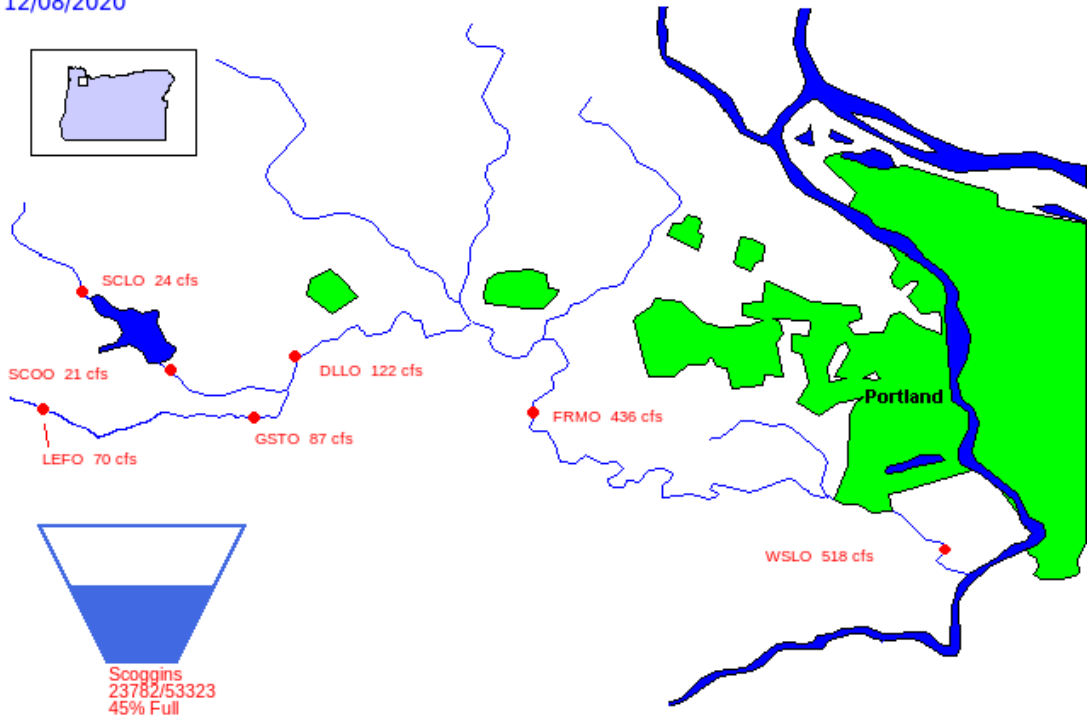 12/08/2020
SCLO 24 cfs
SCOO 21 cfs
DLLO 122 cfs
Portland
FRMO 436 cfs
GSTO 87 cfs
LEFO 70 cfs
WSLO 518 cfs
Scoggins
23782/53323
45% Full